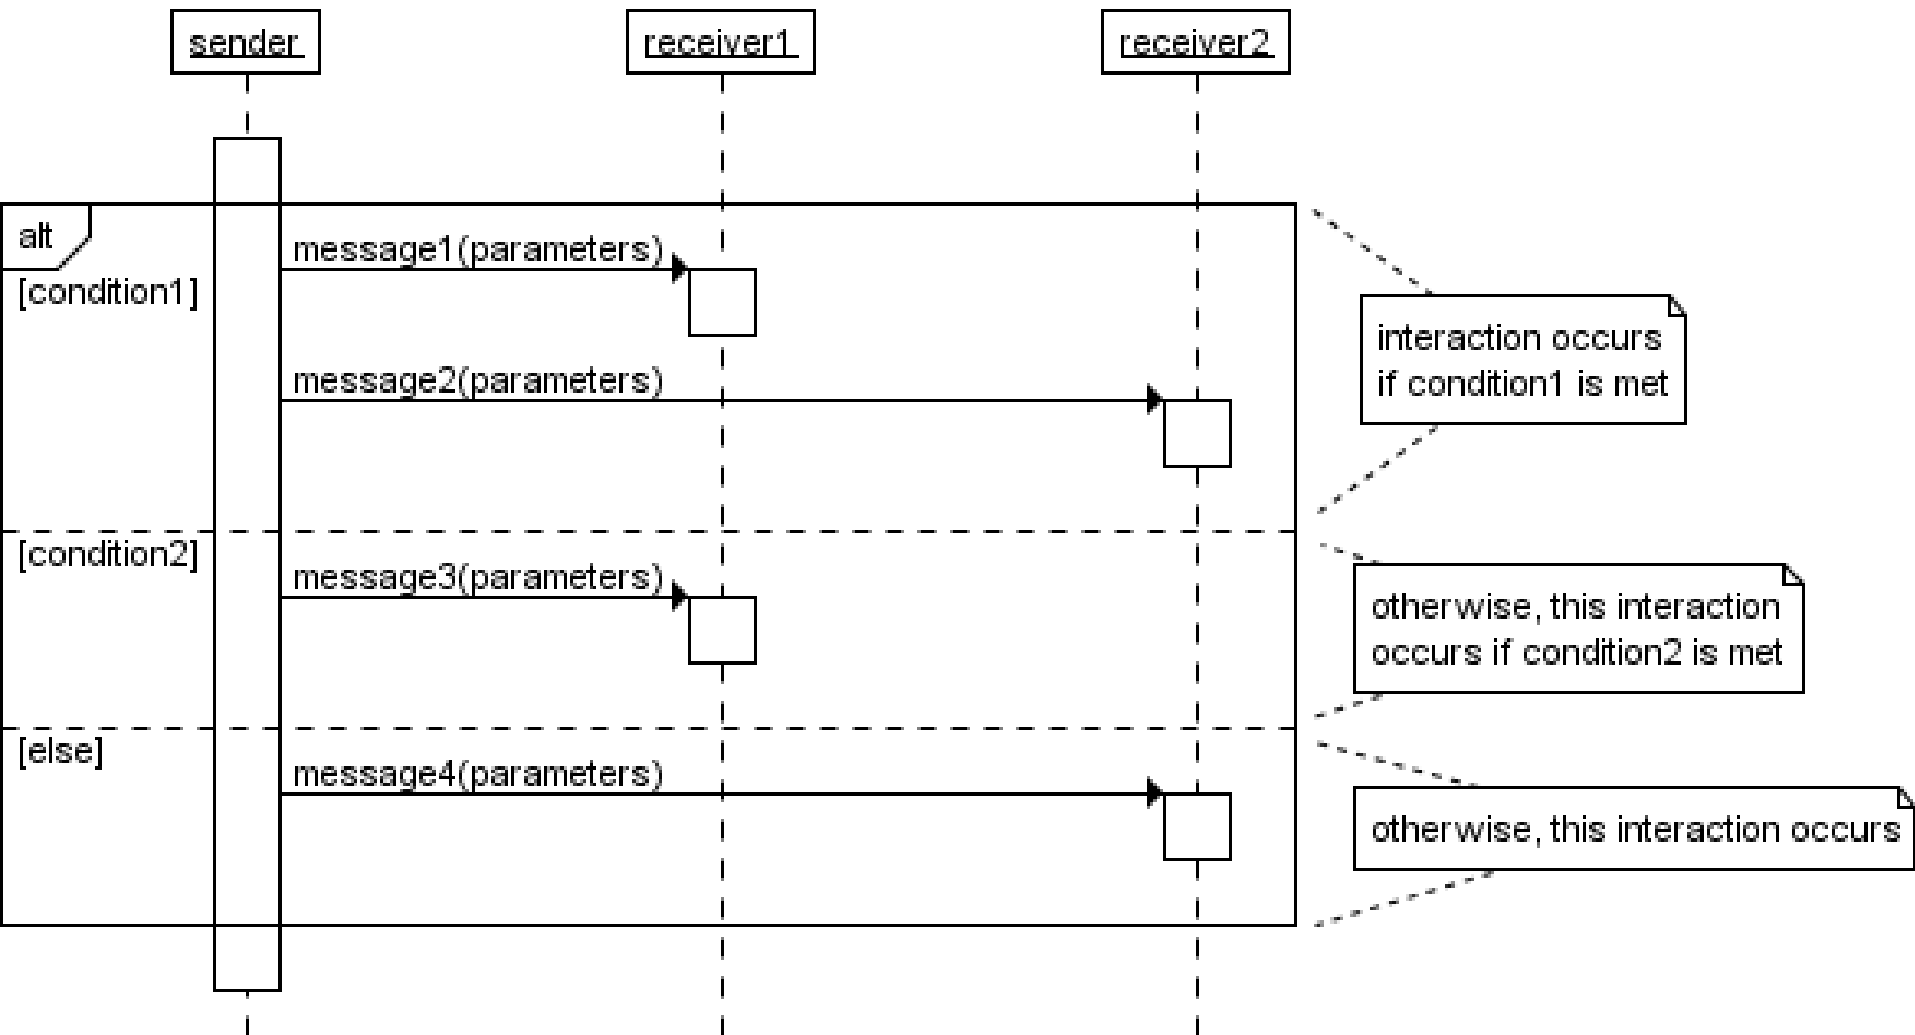 sender
receiver1
receiver2
alt
[condition1]
message1(parameters)
message2(parameters)
interaction occurs
if condition1 is met
[condition2]
message3(parameters)
otherwise, this interaction
occurs if condition2 is met
[else]
message4(parameters)
otherwise, this interaction occurs